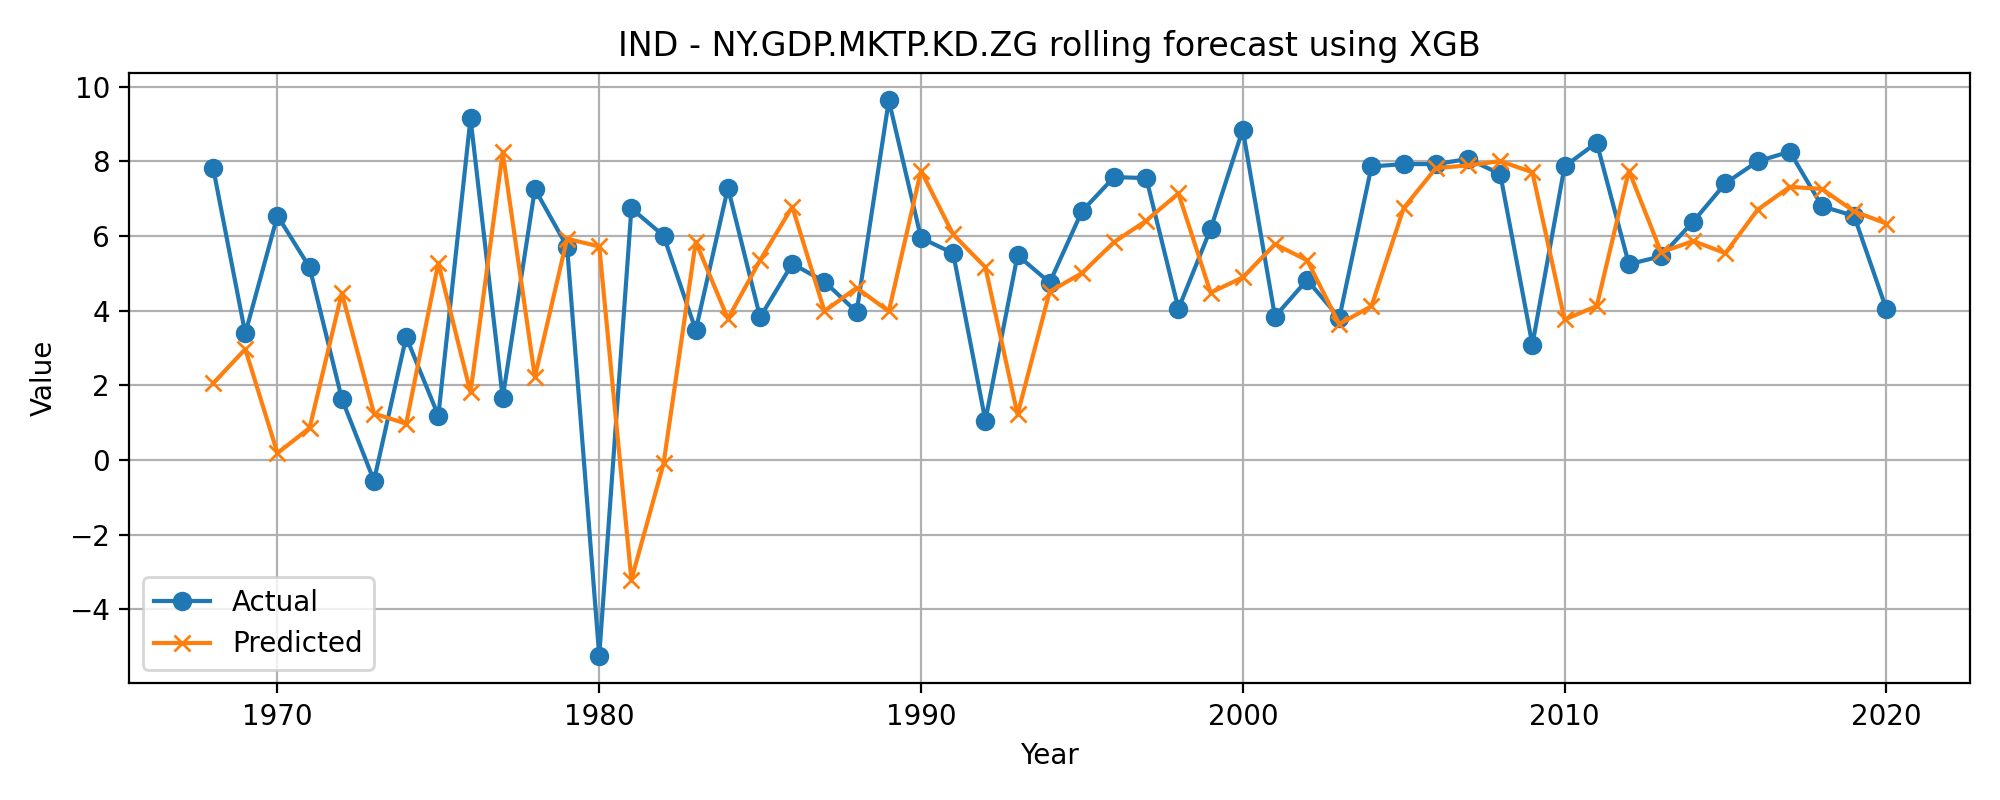 IND - NY.GDP.MKTP.KD.ZG rolling forecast using XGB
10
8
6
4
2
0
−2
−4
Value
Actual
Predicted
1970 1980 1990 2000 2010 2020
Year